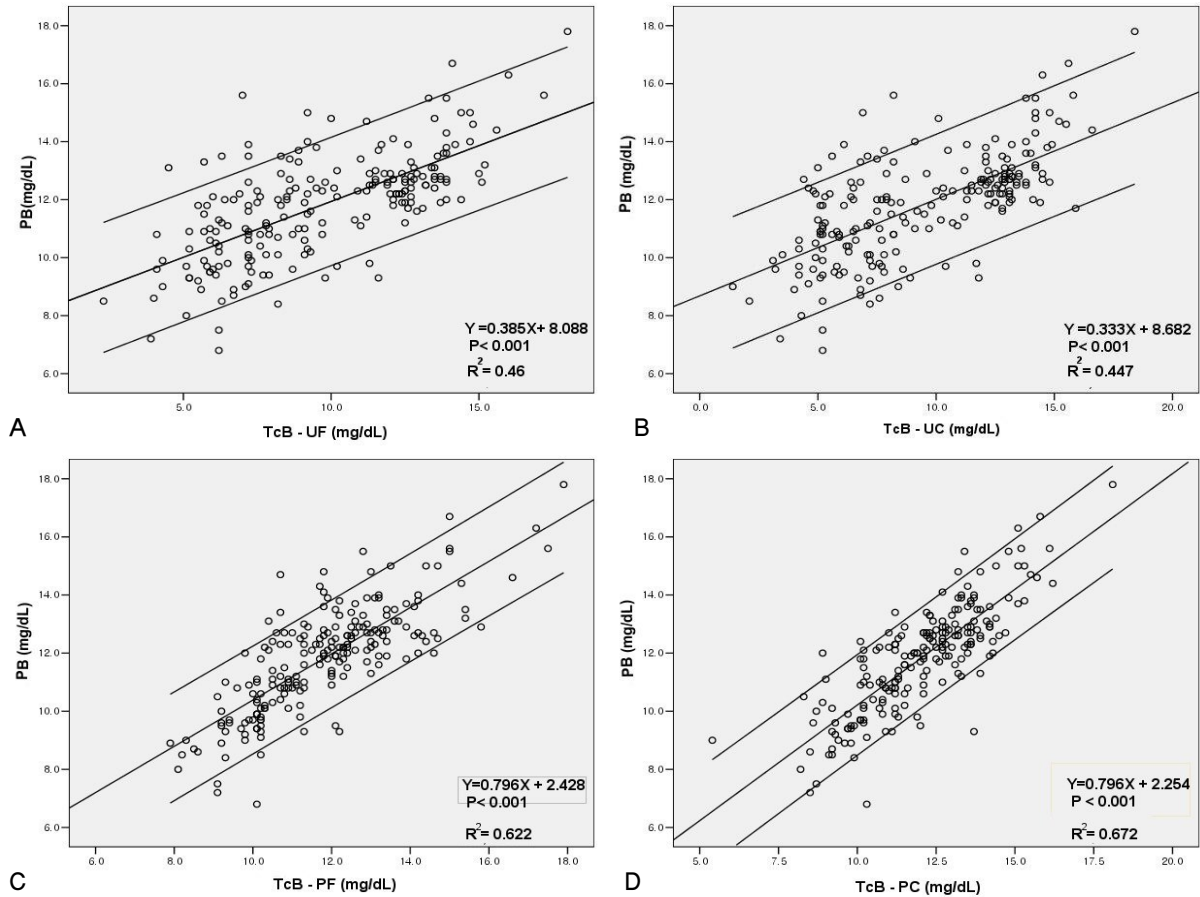 18.0
16.0
14.0
12.0
10.0
8.0
6.0
PB(mg/dL)
Y =0.385X+ 8.088
P< 0.001
R2 = 0.46
5.0 10.0 15.0
A
TcB - UF (mg/dL)
18.0
16.0
14.0
12.0
10.0
8.0
6.0
PB (mg/dL)
Y =0.333X + 8.682
P< 0.001
R2 = 0.447
0.0 5.0 10.0 15.0 20.0
B
TcB - UC (mg/dL)
18.0
16.0
14.0
12.0
10.0
8.0
6.0
PB (mg/dL)
Y=0.796X + 2.428
P< 0.001
R2= 0.622
6.0 8.0 10.0 12.0 14.0 16.0 18.0
C
TcB - PF (mg/dL)
18.0
16.0
14.0
12.0
10.0
8.0
6.0
PB (mg/dL)
Y=0.796X + 2.254
P < 0.001
R2= 0.672
5.0 7.5 10.0 12.5 15.0 17.5 20.0
D
TcB - PC (mg/dL)